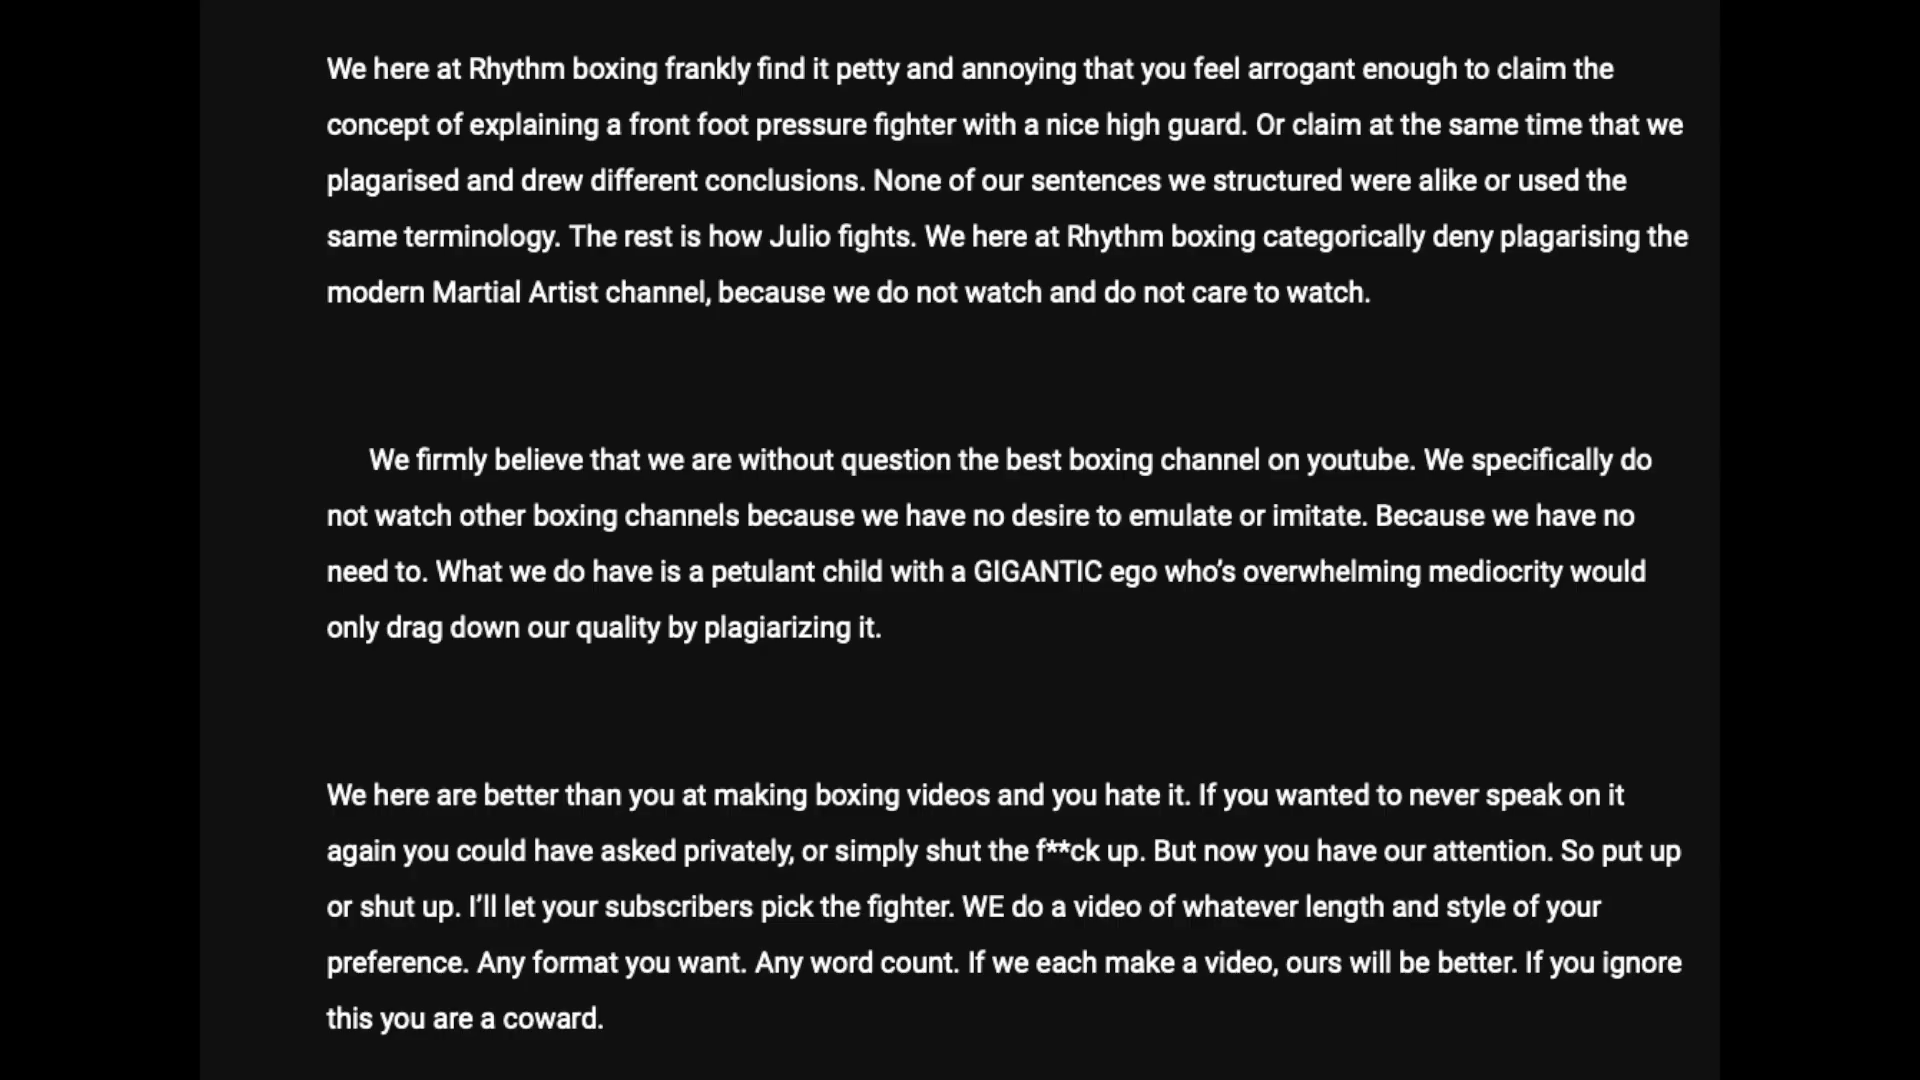 We here at Rhythm boxing frankly find it petty and annoying that you feel arrogant enough to claim the
concept of explaining a front foot pressure fighter with a nice high guard. Or claim at the same time that we
plagarised and drew different conclusions. None of our sentences we structured were alike or used the
same terminology. The rest is how Julio fights. We here at Rhythm boxing categorically deny plagarising the
modern Martial Artist channel, because we do not watch and do not care to watch.
We firmly believe that we are without question the best boxing channel on youtube. We specifically do
not watch other boxing channels because we have no desire to emulate or imitate. Because we have no
need to. What we do have is a petulant child with a GIGANTIC ego who's overwhelming mediocrity would
only drag down our quality by plagiarizing it.
We here are better than you at making boxing videos and you hate it. If you wanted to never speak on it
again you could have asked privately, or simply shut the f**ck up. But now you have our attention. So put up
or shut up. I'll let your subscribers pick the fighter. WE do a video of whatever length and style of your
preference. Any format you want. Any word count. If we each make a video, ours will be better. If you ignore
this you are a coward.